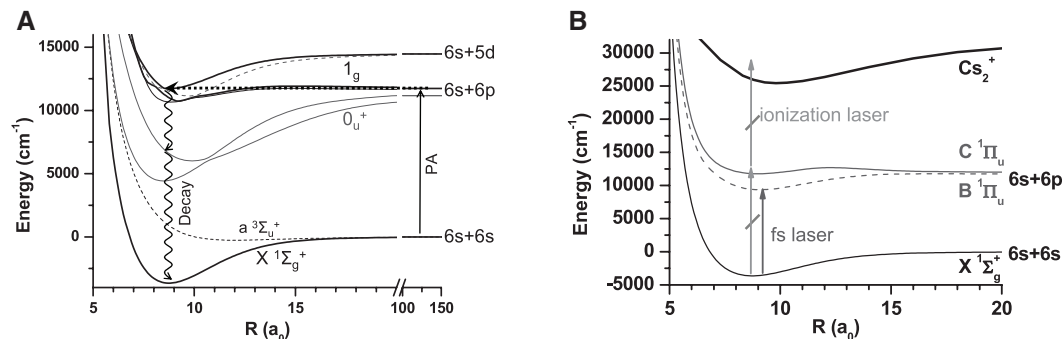 A
Energy (cm⁻¹)
15000
10000
5000
0
5
10
15
100
150
R (a₀)
6s+5d
1g
6s+6p
0u⁺
PA
Decay
a ³Σu⁺
X ¹Σg⁺
6s+6s
B
Energy (cm⁻¹)
30000
25000
20000
15000
10000
5000
0
-5000
5
10
15
20
R (a₀)
Cs₂⁺
ionization laser
C ¹Πu
6s+6p
B ¹Πu
fs laser
6s+6s
X ¹Σg⁺